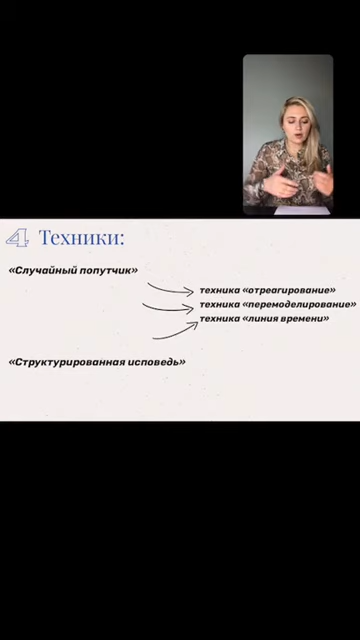 4 Техники:
«Случайный попутчик»
техника «отреагирование»
техника «перемоделирование»
техника «линия времени»
«Структурированная исповедь»